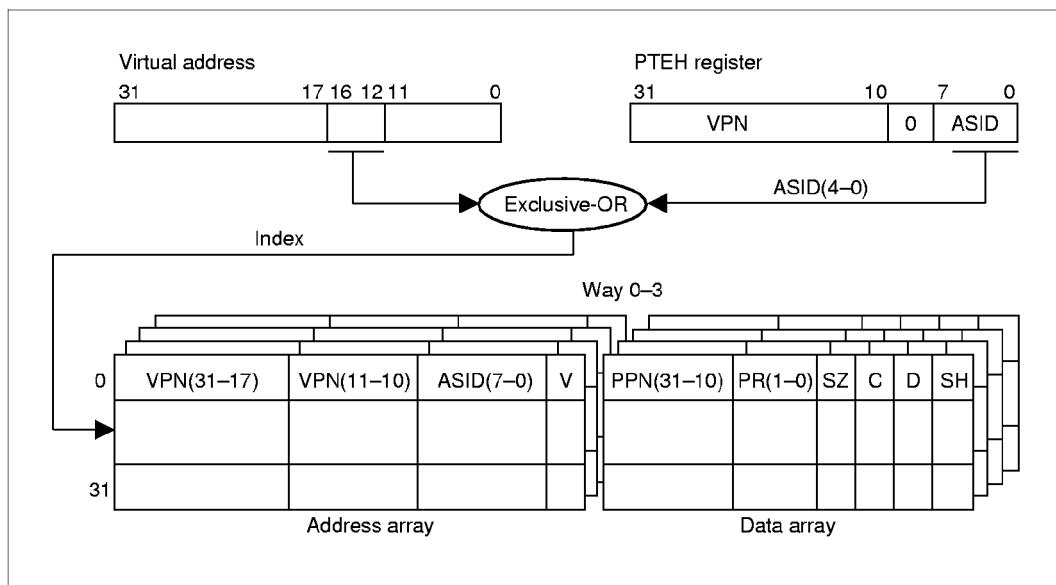 Virtual address PTEH register
31 17 16 12 11 0 31 10 7 0
VPN 0 ASID
ASID(4–0)
Exclusive-OR
Index
Way 0–3
0 VPN(31–17) VPN(11–10) ASID(7–0) V PPN(31–10) PR(1–0) SZ C D SH
31
Address array Data array